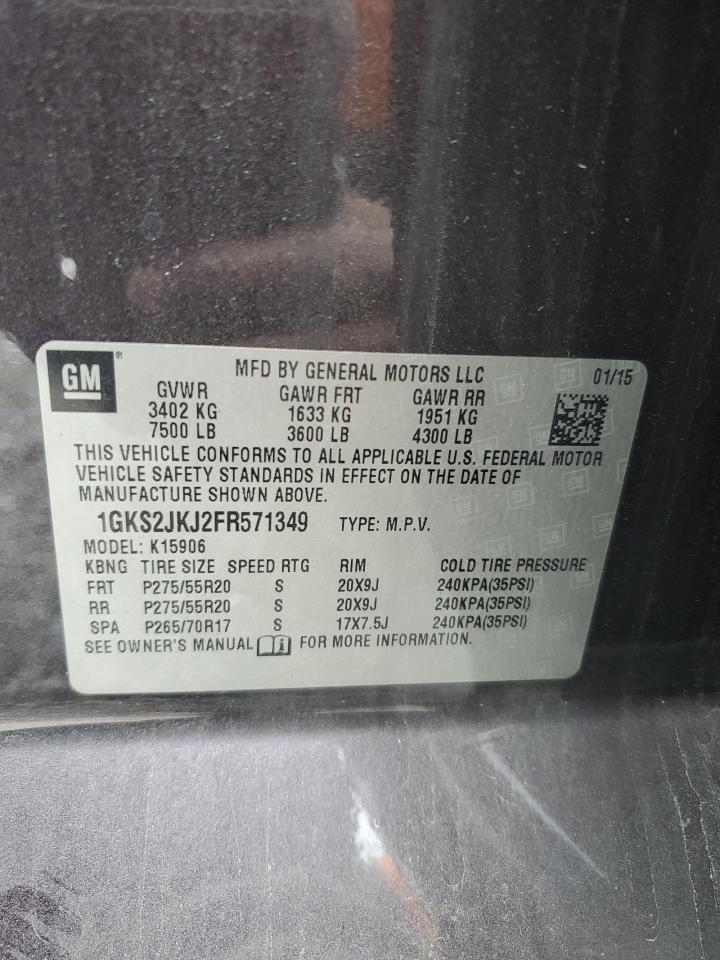 GM
MFD BY GENERAL MOTORS LLC 01/15
GVWR GAWR FRT GAWR RR
3402 KG 1633 KG 1951 KG
7500 LB 3600 LB 4300 LB
THIS VEHICLE CONFORMS TO ALL APPLICABLE U.S. FEDERAL MOTOR
VEHICLE SAFETY STANDARDS IN EFFECT ON THE DATE OF
MANUFACTURE SHOWN ABOVE.
1GKS2JKJ2FR571349 TYPE: M.P.V.
MODEL: K15906
KBNG TIRE SIZE SPEED RTG RIM COLD TIRE PRESSURE
FRT P275/55R20 S 20X9J 240KPA(35PSI)
RR P275/55R20 S 20X9J 240KPA(35PSI)
SPA P265/70R17 S 17X7.5J 240KPA(35PSI)
SEE OWNER'S MANUAL i FOR MORE INFORMATION.